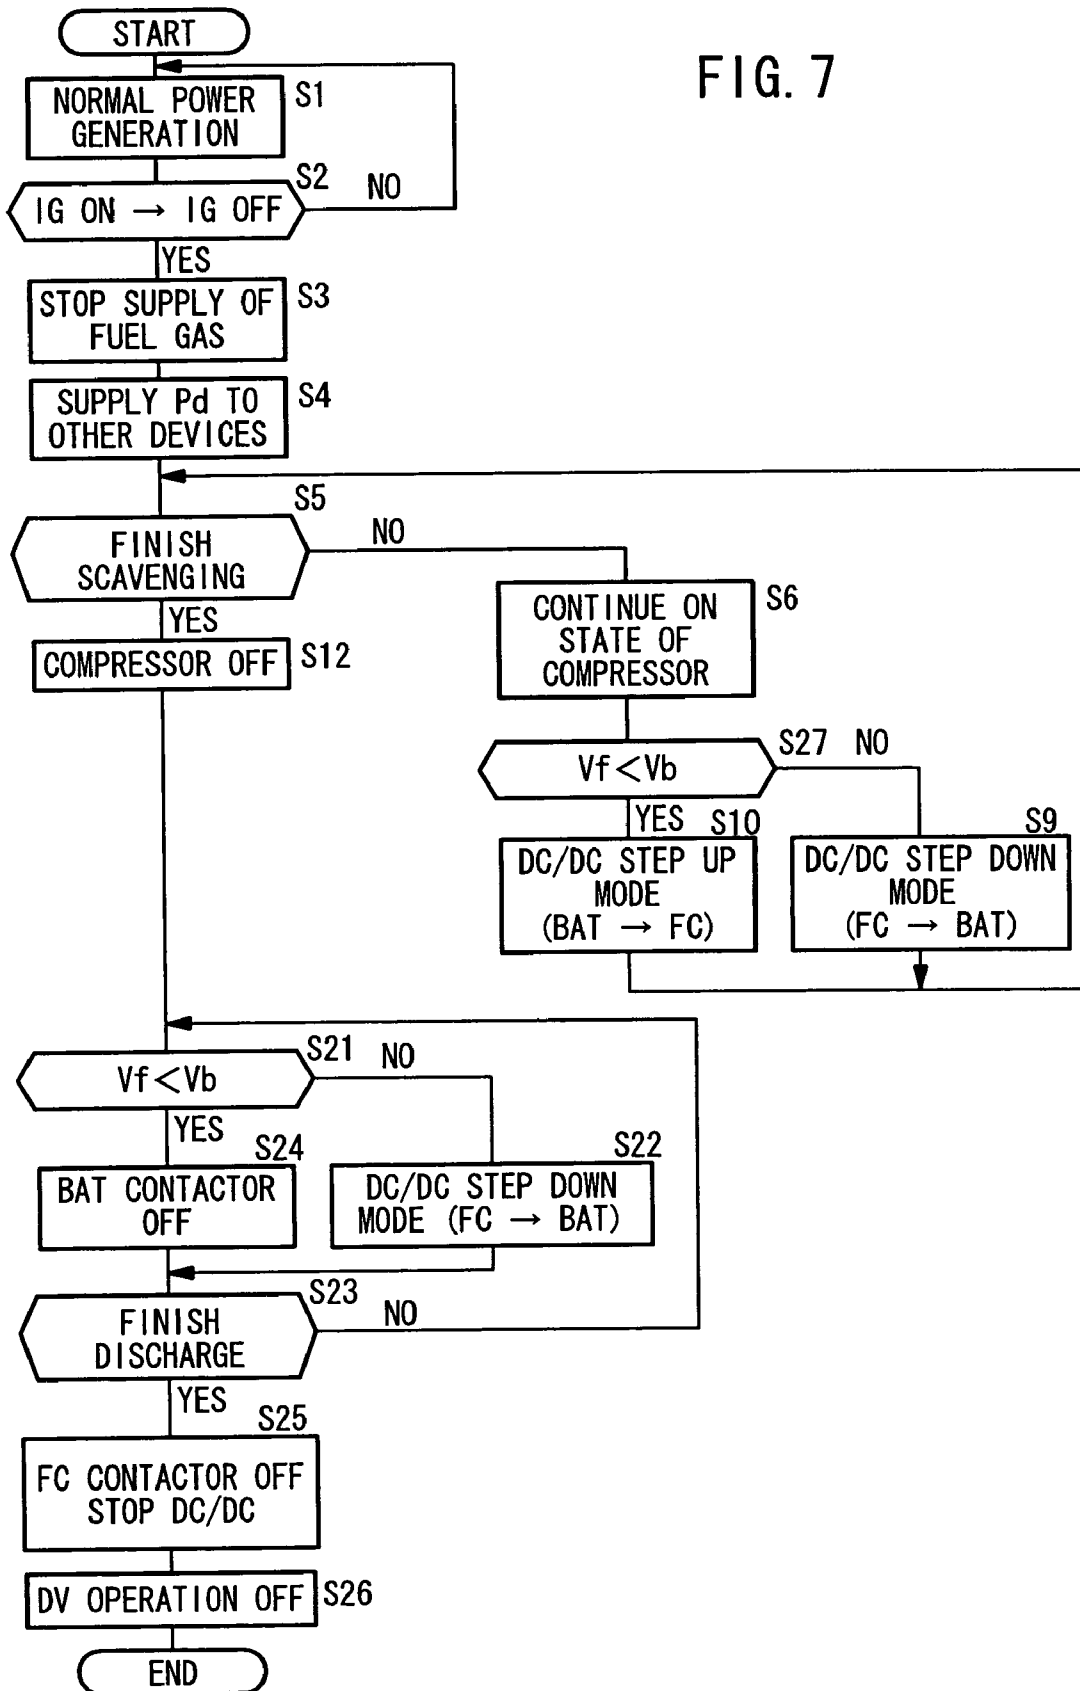 START
FIG. 7
NORMAL POWER
GENERATION
S1
IG ON → IG OFF
S2
NO
YES
STOP SUPPLY OF
FUEL GAS
S3
SUPPLY Pd TO
OTHER DEVICES
S4
FINISH
SCAVENGING
S5
NO
YES
COMPRESSOR OFF
S12
CONTINUE ON
STATE OF
COMPRESSOR
S6
Vf<Vb
S27
NO
YES
S10
DC/DC STEP UP
MODE
(BAT → FC)
S9
DC/DC STEP DOWN
MODE
(FC → BAT)
Vf<Vb
S21
NO
YES
S24
BAT CONTACTOR
OFF
S22
DC/DC STEP DOWN
MODE (FC → BAT)
FINISH
DISCHARGE
S23
NO
YES
S25
FC CONTACTOR OFF
STOP DC/DC
DV OPERATION OFF
S26
END